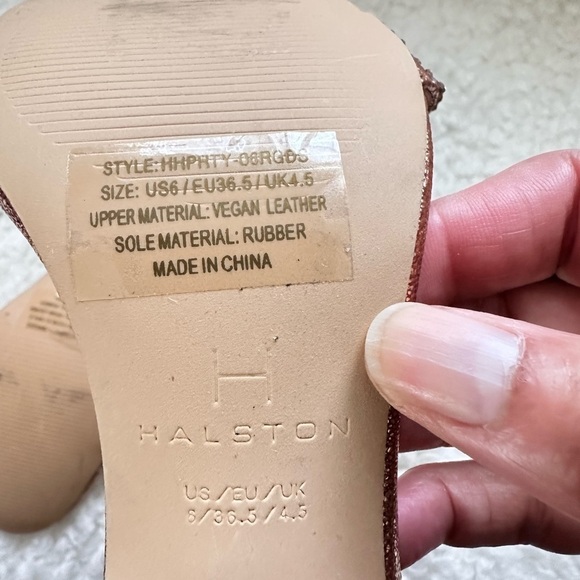 STYLE: HHPRTY-06RGDS
SIZE: US6 / EU36.5 / UK4.5
UPPER MATERIAL: VEGAN LEATHER
SOLE MATERIAL: RUBBER
MADE IN CHINA
H
HALSTON
US/EU/UK
6/36.5/4.5